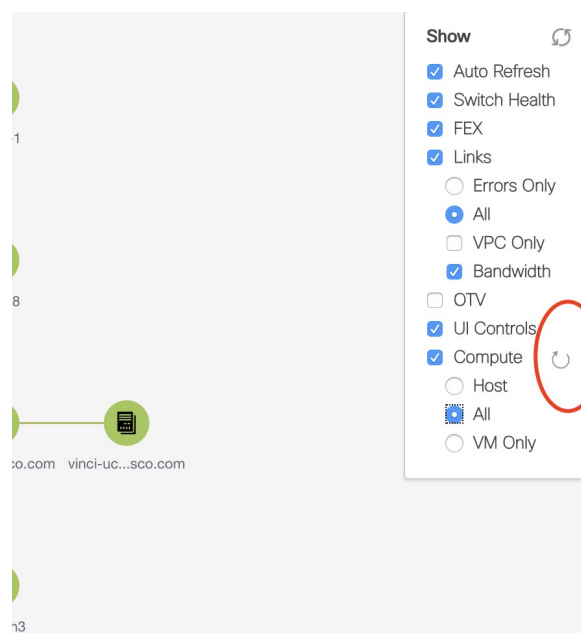 Show
Auto Refresh
Switch Health
FEX
Links
Errors Only
All
VPC Only
Bandwidth
OTV
UI Controls
Compute
Host
All
VM Only
-1
8
co.com
vinci-uc...sco.com
n3